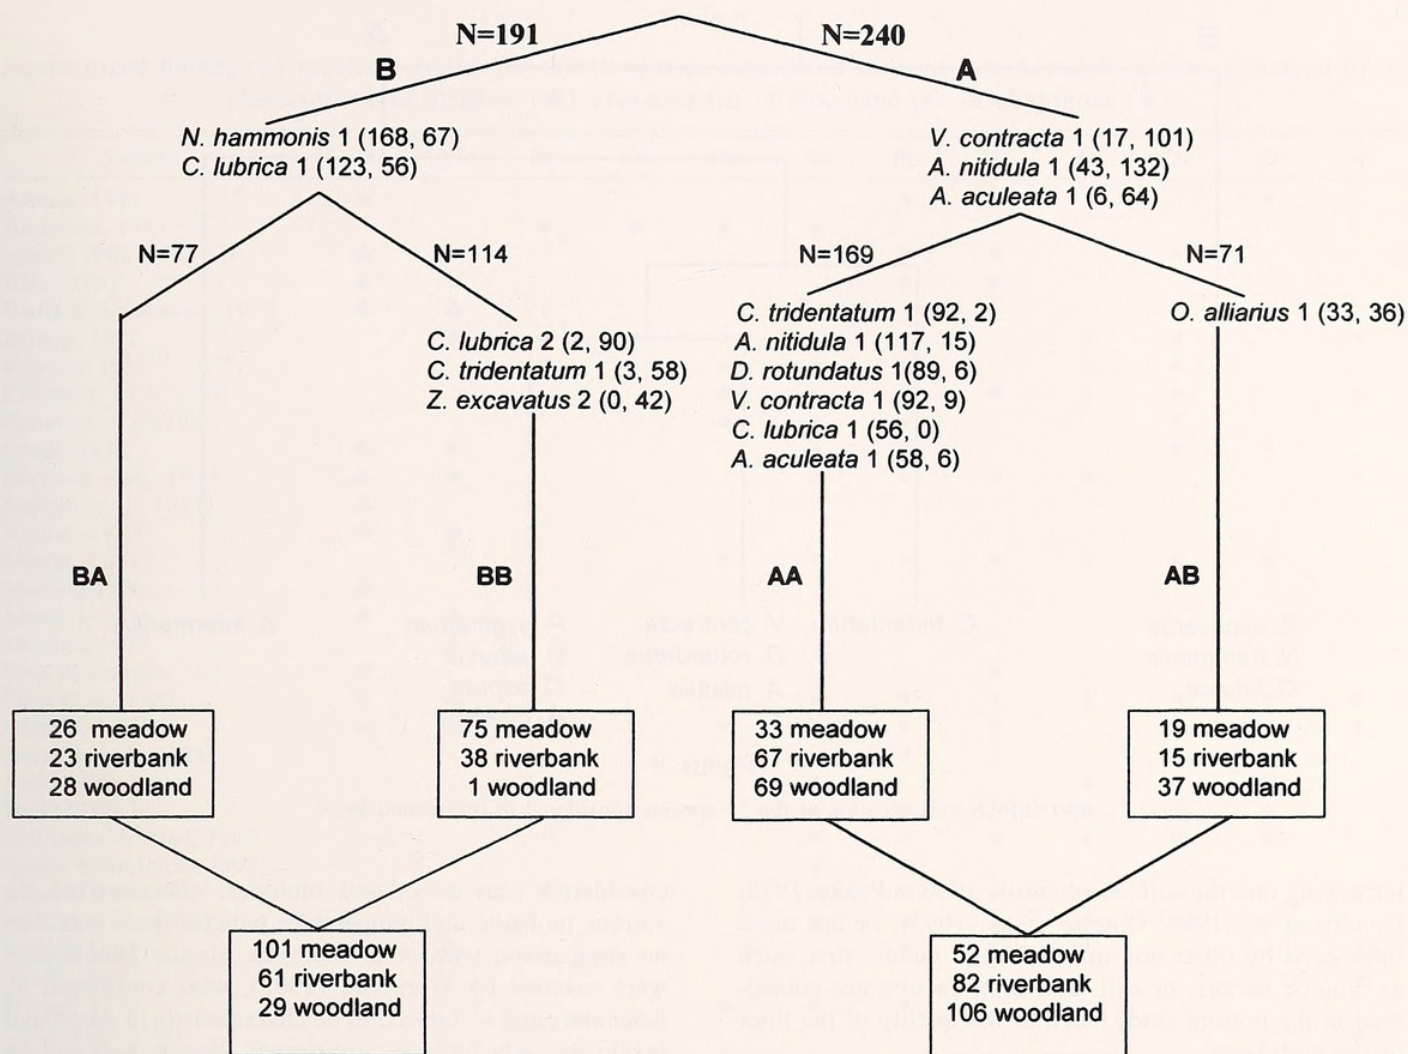 N=191
N=240
B
A
N. hammonis 1 (168, 67)
C. lubrica 1 (123, 56)
V. contracta 1 (17, 101)
A. nitidula 1 (43, 132)
A. aculeata 1 (6, 64)
N=77
N=114
N=169
N=71
C. lubrica 2 (2, 90)
C. tridentatum 1 (3, 58)
Z. excavatus 2 (0, 42)
C. tridentatum 1 (92, 2)
A. nitidula 1 (117, 15)
D. rotundatus 1(89, 6)
V. contracta 1 (92, 9)
C. lubrica 1 (56, 0)
A. aculeata 1 (58, 6)
O. alliarius 1 (33, 36)
BA
BB
AA
AB
26 meadow
23 riverbank
28 woodland
75 meadow
38 riverbank
1 woodland
33 meadow
67 riverbank
69 woodland
19 meadow
15 riverbank
37 woodland
101 meadow
61 riverbank
29 woodland
52 meadow
82 riverbank
106 woodland